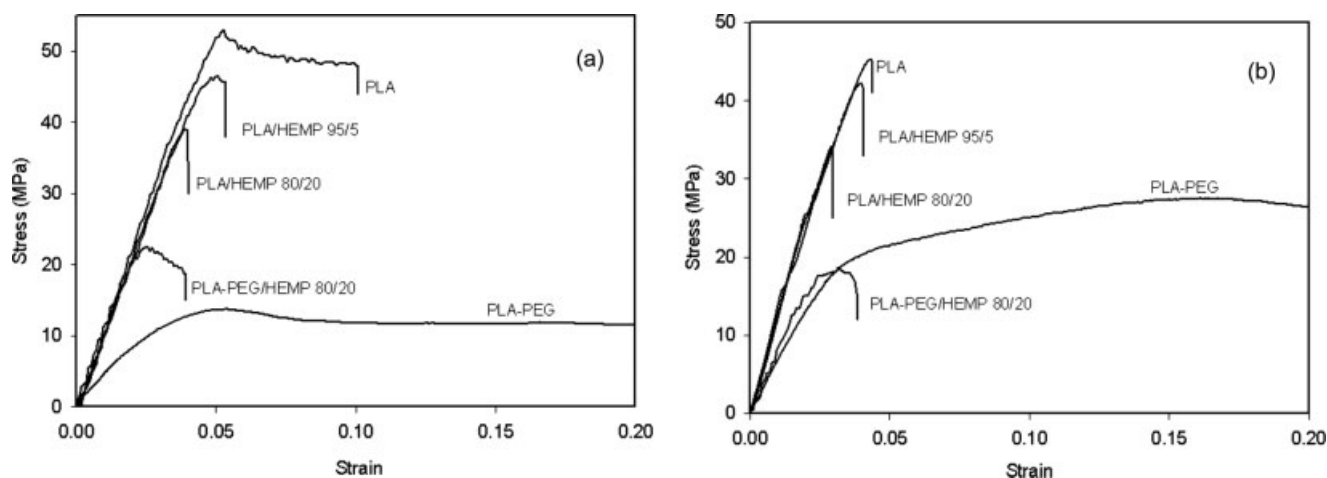 (a)
50
40
30
20
10
0
Stress (MPa)
PLA
PLA/HEMP 95/5
PLA/HEMP 80/20
PLA-PEG/HEMP 80/20
PLA-PEG
0.00 0.05 0.10 0.15 0.20
Strain
(b)
50
40
30
20
10
0
Stress (MPa)
PLA
PLA/HEMP 95/5
PLA/HEMP 80/20
PLA-PEG
PLA-PEG/HEMP 80/20
0.00 0.05 0.10 0.15 0.20
Strain